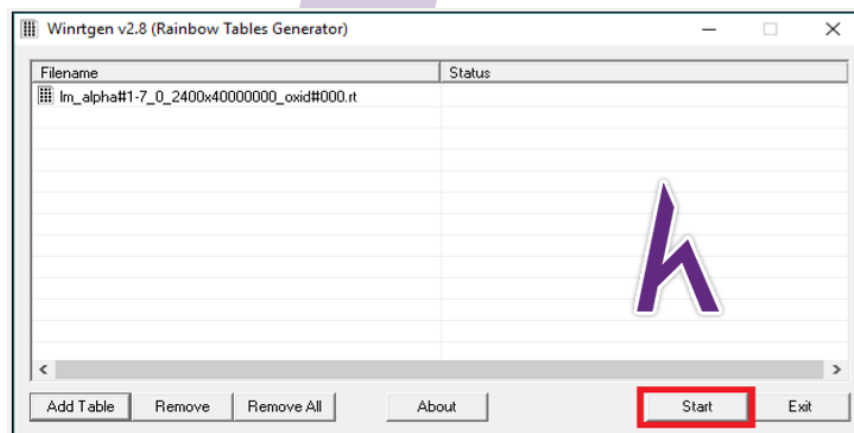 Winrtgen v2.8 (Rainbow Tables Generator)
Filename Status
lm_alpha#1-7_0_2400x40000000_oxid#000.rt
Add Table Remove Remove All About Start Exit